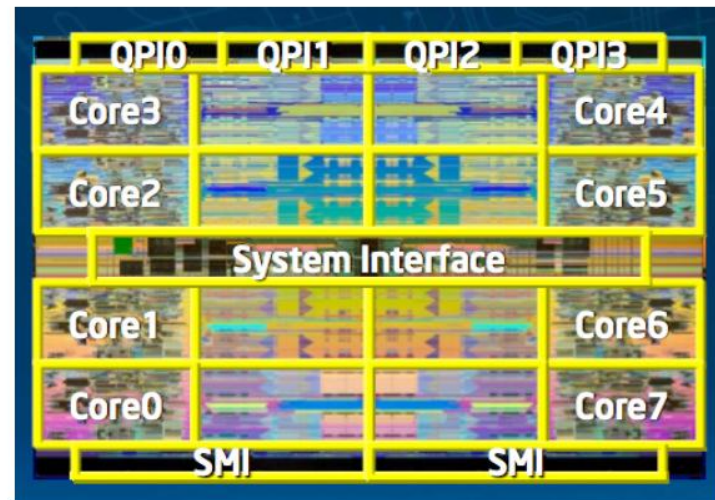 QPI0 QPI1 QPI2 QPI3
Core3 Core4
Core2 Core5
System Interface
Core1 Core6
Core0 Core7
SMI SMI